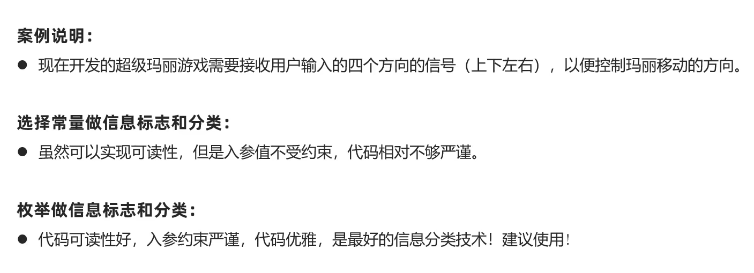 案例说明：
● 现在开发的超级玛丽游戏需要接收用户输入的四个方向的信号（上下左右），以便控制玛丽移动的方向。
选择常量做信息标志和分类：
● 虽然可以实现可读性，但是入参值不受约束，代码相对不够严谨。
枚举做信息标志和分类：
● 代码可读性好，入参约束严谨，代码优雅，是最好的信息分类技术！建议使用！